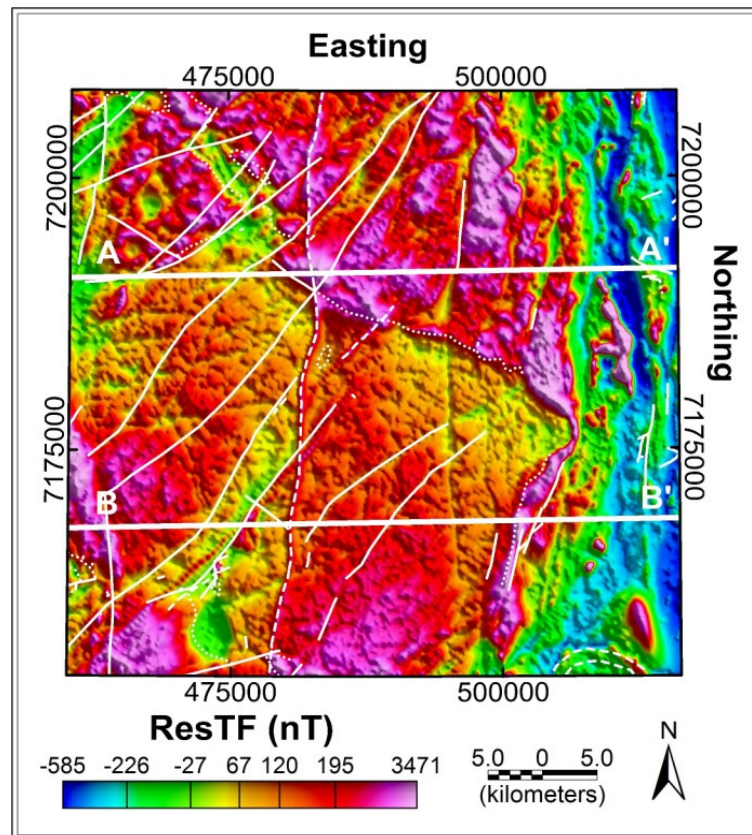 Easting
475000 500000
7200000 7200000
A A'
Northing
7175000 7175000
B B'
475000 500000
ResTF (nT)
-585 -226 -27 67 120 195 3471
5.0 0 5.0
(kilometers)
N